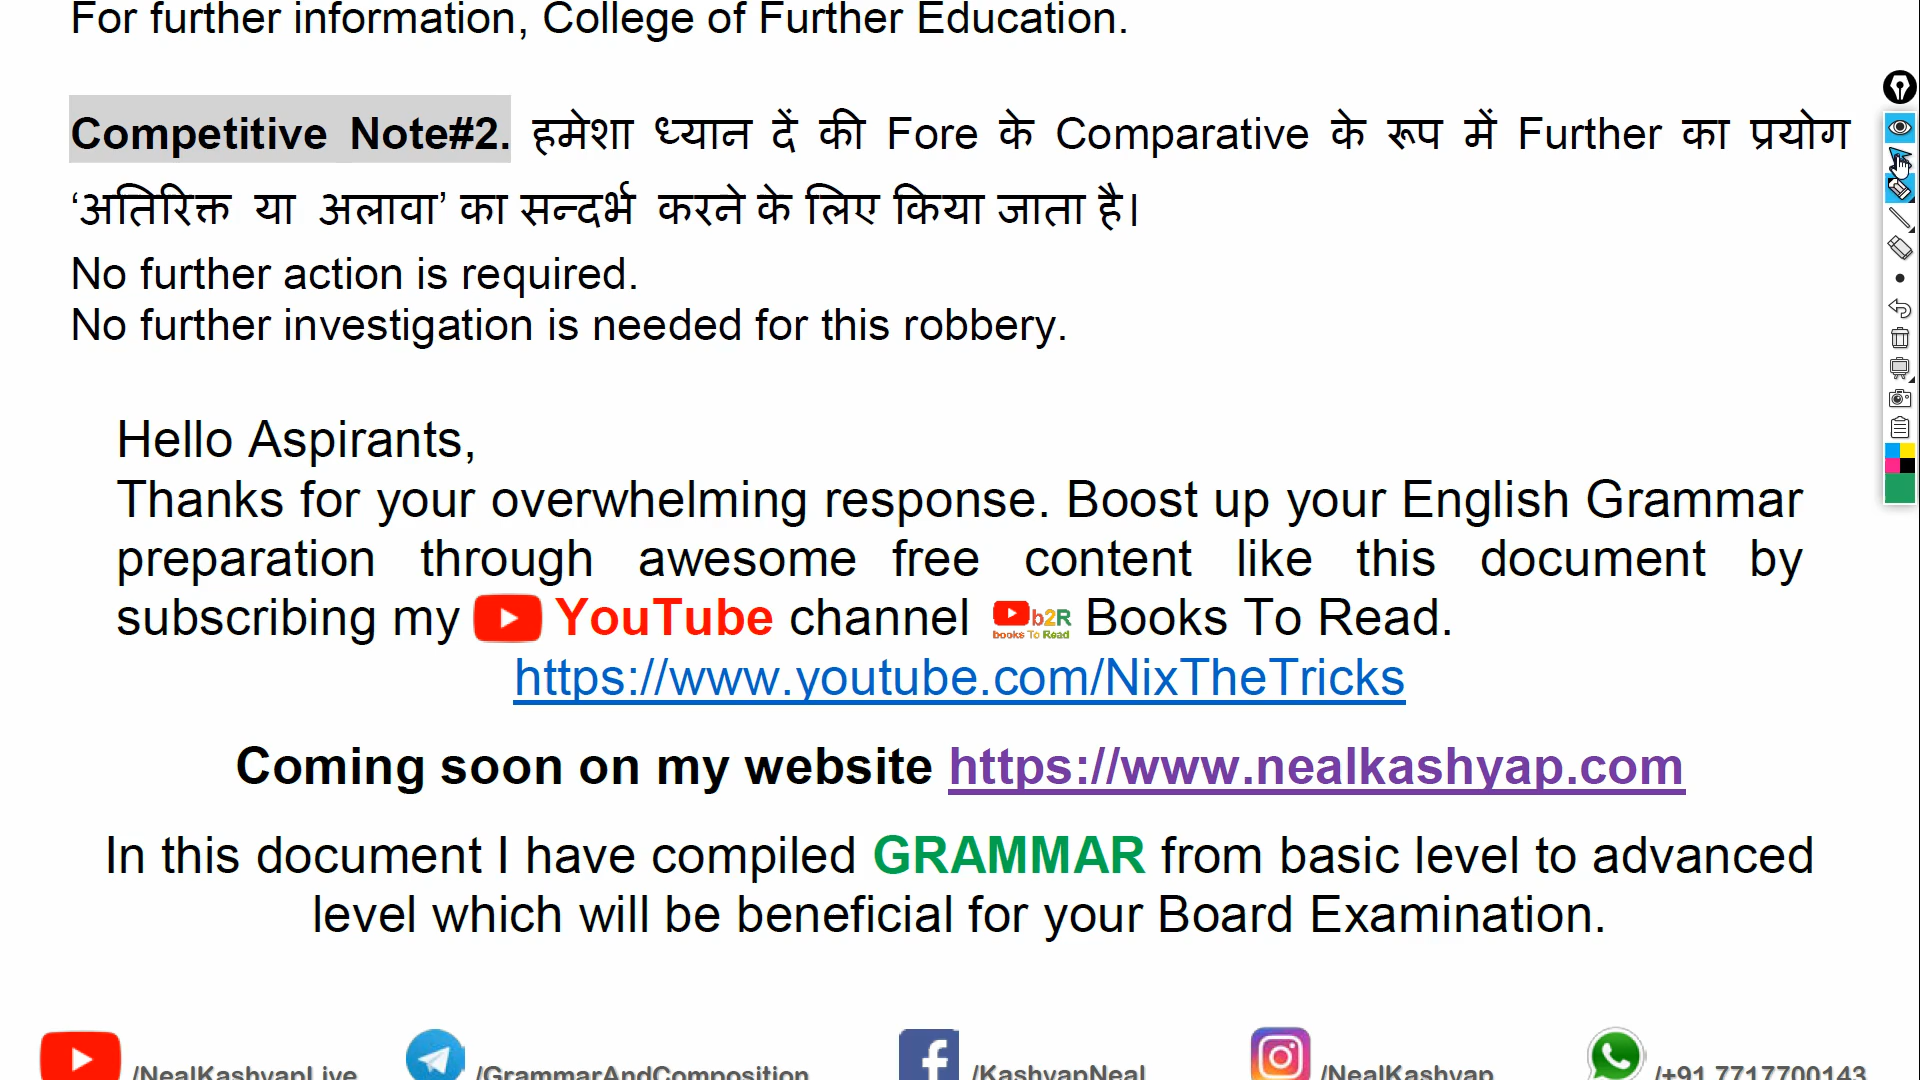 For further information, College of Further Education.
Competitive Note#2. हमेशा ध्यान दें की Fore के Comparative के रूप में Further का प्रयोग
‘अतिरिक्त या अलावा’ का सन्दर्भ करने के लिए किया जाता है।
No further action is required.
No further investigation is needed for this robbery.
Hello Aspirants,
Thanks for your overwhelming response. Boost up your English Grammar
preparation through awesome free content like this document by
subscribing my YouTube channel b2R books To Read Books To Read.
https://www.youtube.com/NixTheTricks
Coming soon on my website https://www.nealkashyap.com
In this document I have compiled GRAMMAR from basic level to advanced
level which will be beneficial for your Board Examination.
/NealKashyapLive /GrammarAndComposition /KashyapNeal /NealKashyap /+91 7717700143